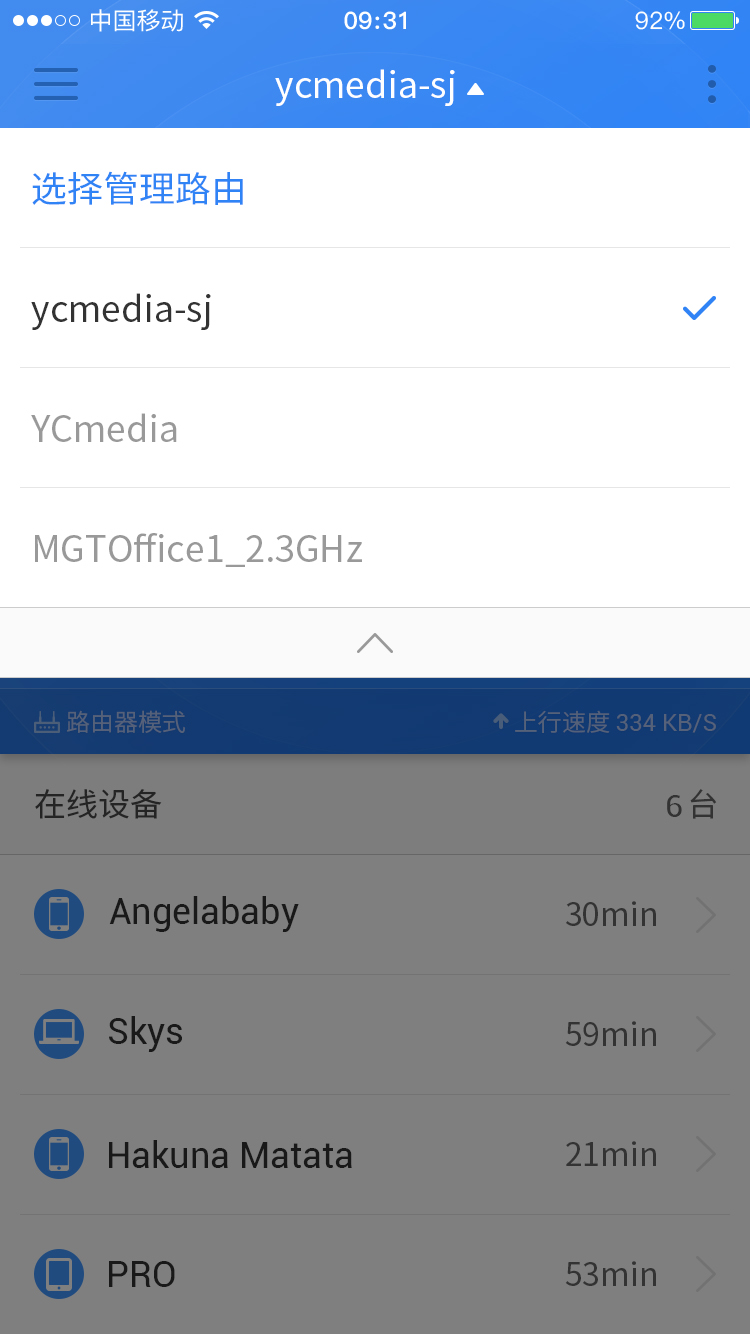 中国移动 09:31 92%
ycmedia-sj
选择管理路由
ycmedia-sj
YCmedia
MGTOffice1_2.3GHz
路由器模式 上行速度 334 KB/S
在线设备 6 台
Angelababy 30min
Skys 59min
Hakuna Matata 21min
PRO 53min